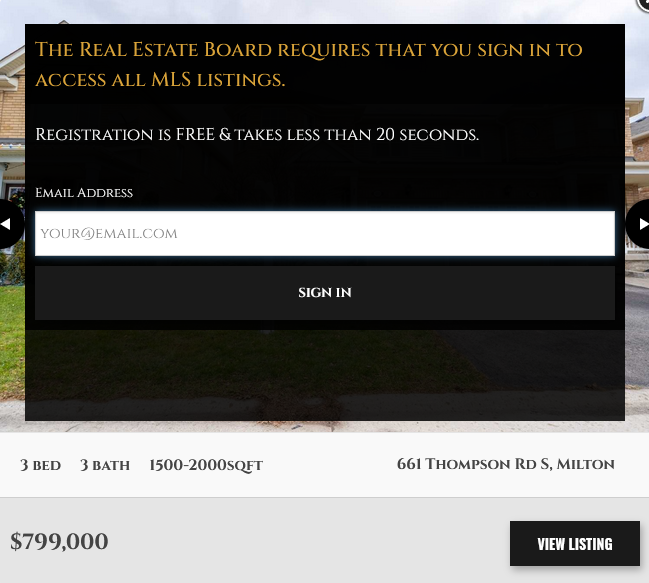 The Real Estate Board requires that you sign in to
access all MLS listings.
Registration is FREE & takes less than 20 seconds.
Email Address
your@email.com
SIGN IN
3 BED 3 BATH 1500-2000SQFT 661 Thompson Rd S, Milton
$799,000 VIEW LISTING